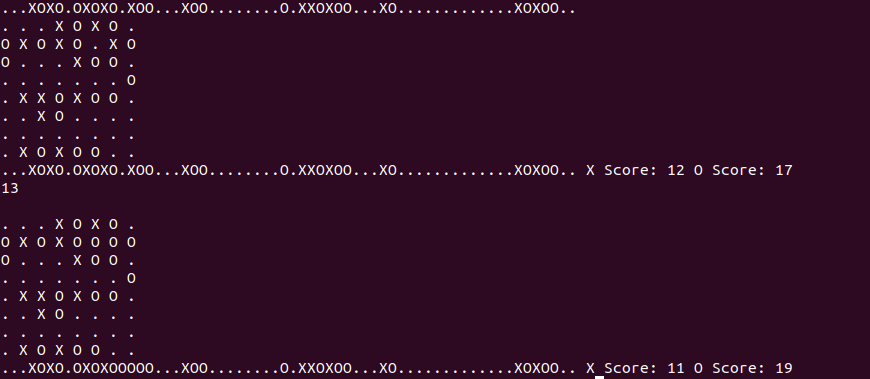 ...XOXO.OXOXO.XOO...XOO........O.XXOXOO...XO.............XOXOO..
. . . X O X O .
O X O X O . X O
O . . . X O O .
. . . . . . . O
. X X O X O O .
. . X O . . . .
. . . . . . . .
. X O X O O . .
...XOXO.OXOXO.XOO...XOO........O.XXOXOO...XO.............XOXOO.. X Score: 12 O Score: 17
13
. . . X O X O .
O X O X O O O O
O . . . X O O .
. . . . . . . O
. X X O X O O .
. . X O . . . .
. . . . . . . .
. X O X O O . .
...XOXO.OXOXOOOOO...XOO........O.XXOXOO...XO.............XOXOO.. X Score: 11 O Score: 19